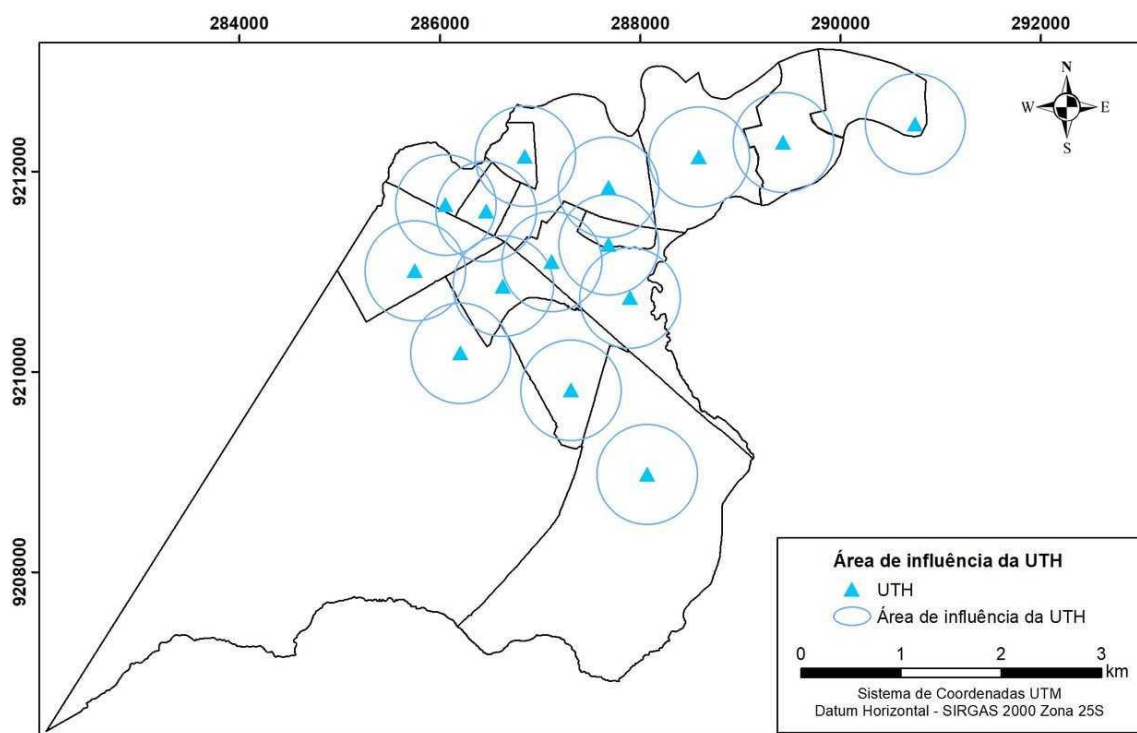 284000 286000 288000 290000 292000
N
W E
S
9212000
9210000
9208000
Área de influência da UTH
UTH
Área de influência da UTH
0 1 2 3
km
Sistema de Coordenadas UTM
Datum Horizontal - SIRGAS 2000 Zona 25S